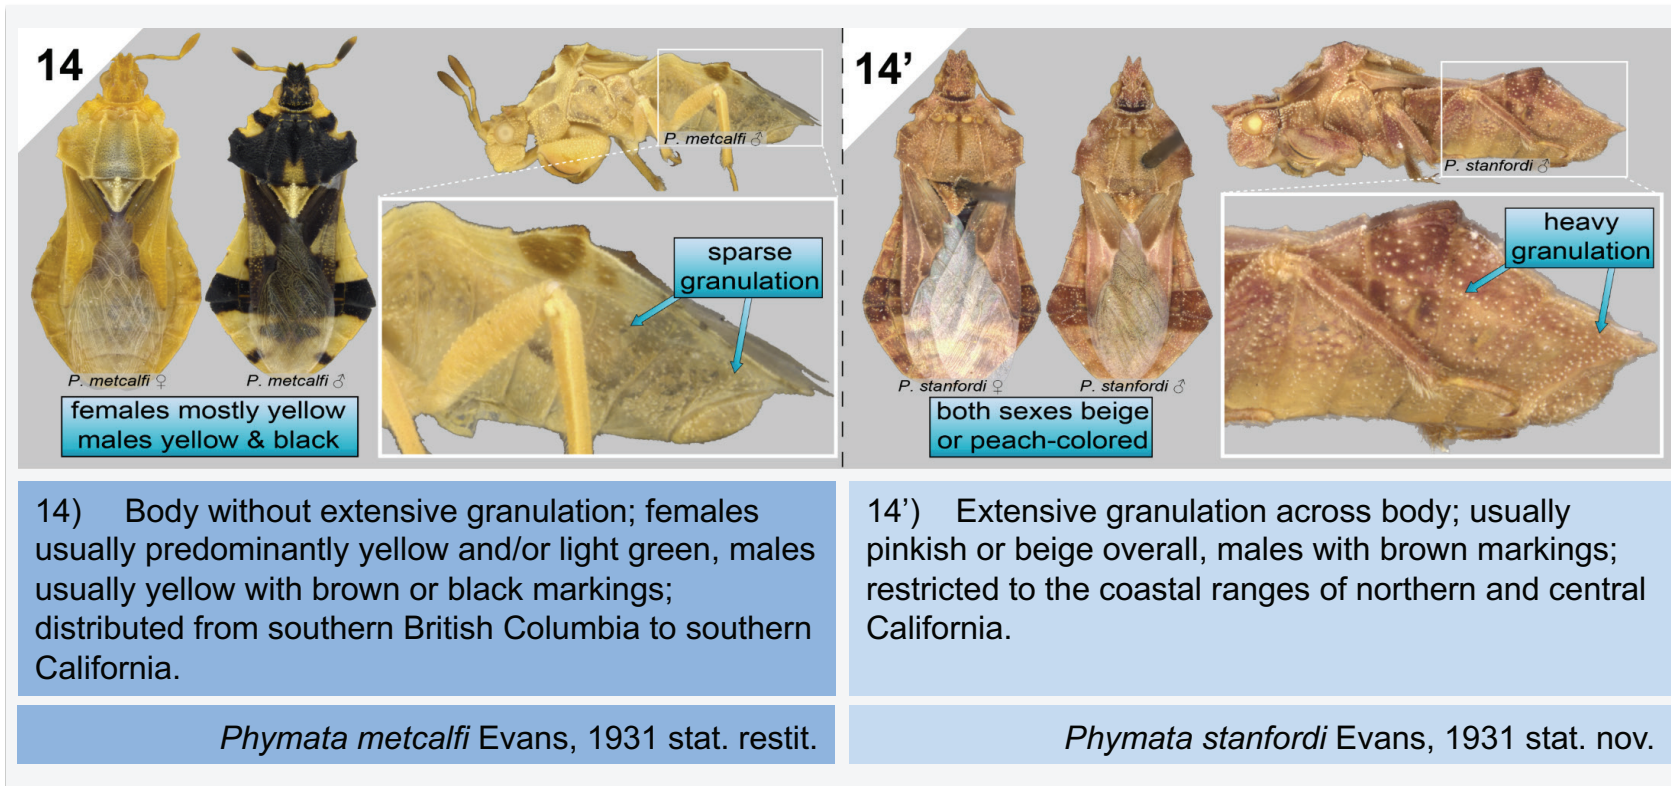 14
P. metcalfi ♂
sparse
granulation
P. metcalfi ♀
P. metcalfi ♂
females mostly yellow
males yellow & black
14’
P. stanfordi ♂
heavy
granulation
P. stanfordi ♀
P. stanfordi ♂
both sexes beige
or peach-colored
14) Body without extensive granulation; females
usually predominantly yellow and/or light green, males
usually yellow with brown or black markings;
distributed from southern British Columbia to southern
California.
Phymata metcalfi Evans, 1931 stat. restit.
14’) Extensive granulation across body; usually
pinkish or beige overall, males with brown markings;
restricted to the coastal ranges of northern and central
California.
Phymata stanfordi Evans, 1931 stat. nov.